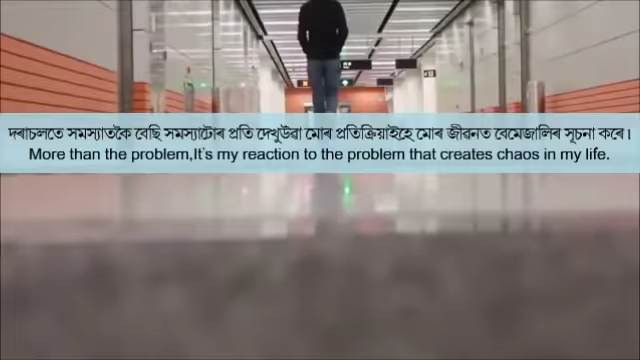 দৰাচলতে সমস্যাতকৈ বেছি সমস্যাটোৰ প্ৰতি দেখুউৱা মোৰ প্ৰতিক্ৰিয়াইহে মোৰ জীৱনত বেমেজালিৰ সূচনা কৰে।
More than the problem,It's my reaction to the problem that creates chaos in my life.